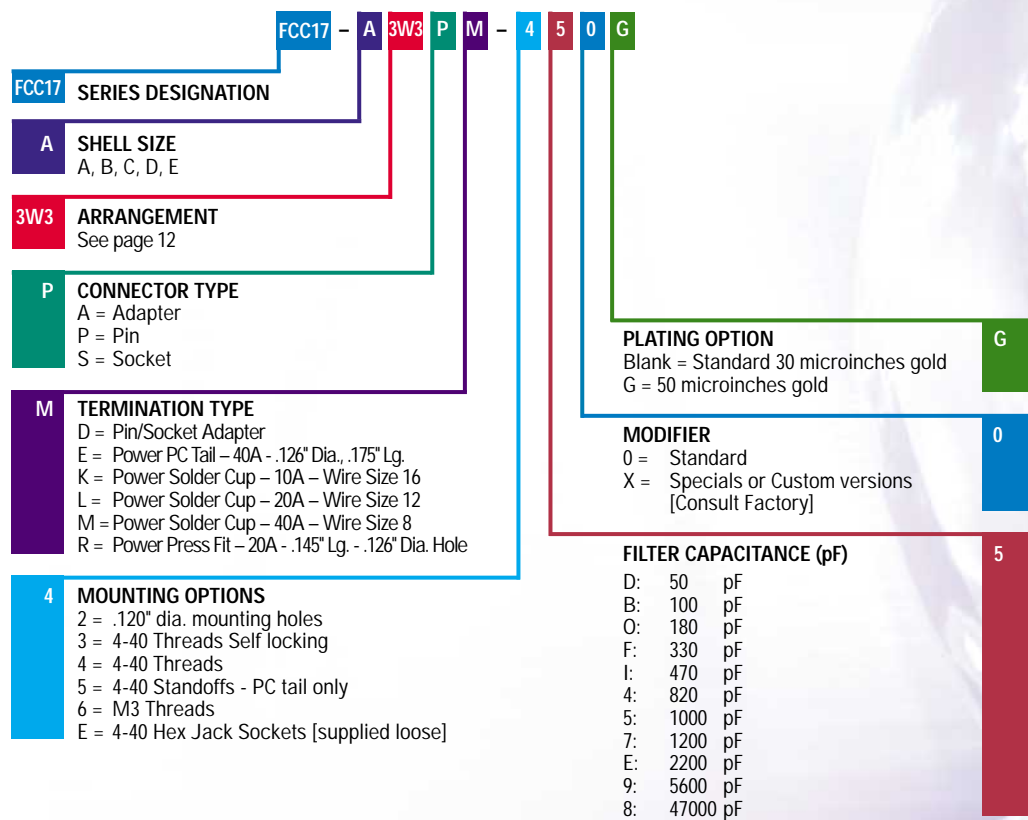 FCC17 – A 3W3 P M – 4 5 0 G
FCC17 SERIES DESIGNATION
A SHELL SIZE
A, B, C, D, E
3W3 ARRANGEMENT
See page 12
P CONNECTOR TYPE
A = Adapter
P = Pin
S = Socket
M TERMINATION TYPE
D = Pin/Socket Adapter
E = Power PC Tail – 40A - .126" Dia., .175" Lg.
K = Power Solder Cup – 10A – Wire Size 16
L = Power Solder Cup – 20A – Wire Size 12
M = Power Solder Cup – 40A – Wire Size 8
R = Power Press Fit – 20A - .145" Lg. - .126" Dia. Hole
4 MOUNTING OPTIONS
2 = .120" dia. mounting holes
3 = 4-40 Threads Self locking
4 = 4-40 Threads
5 = 4-40 Standoffs - PC tail only
6 = M3 Threads
E = 4-40 Hex Jack Sockets [supplied loose]
PLATING OPTION G
Blank = Standard 30 microinches gold
G = 50 microinches gold
MODIFIER 0
0 = Standard
X = Specials or Custom versions
[Consult Factory]
FILTER CAPACITANCE (pF) 5
D: 50 pF
B: 100 pF
O: 180 pF
F: 330 pF
I: 470 pF
4: 820 pF
5: 1000 pF
7: 1200 pF
E: 2200 pF
9: 5600 pF
8: 47000 pF